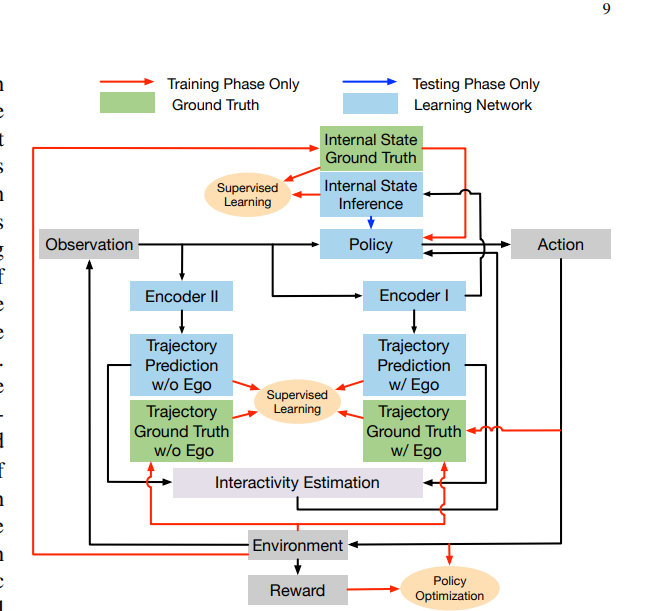 9
n
e
t
s
n
s
g
f
e
e
.
e
-
d
f
n
e
n
c
d
Training Phase Only
Testing Phase Only
Ground Truth
Learning Network
Internal State
Ground Truth
Supervised
Learning
Internal State
Inference
Observation
Policy
Action
Encoder II
Encoder I
Trajectory
Prediction
w/o Ego
Trajectory
Prediction
w/ Ego
Supervised
Learning
Trajectory
Ground Truth
w/o Ego
Trajectory
Ground Truth
w/ Ego
Interactivity Estimation
Environment
Reward
Policy
Optimization